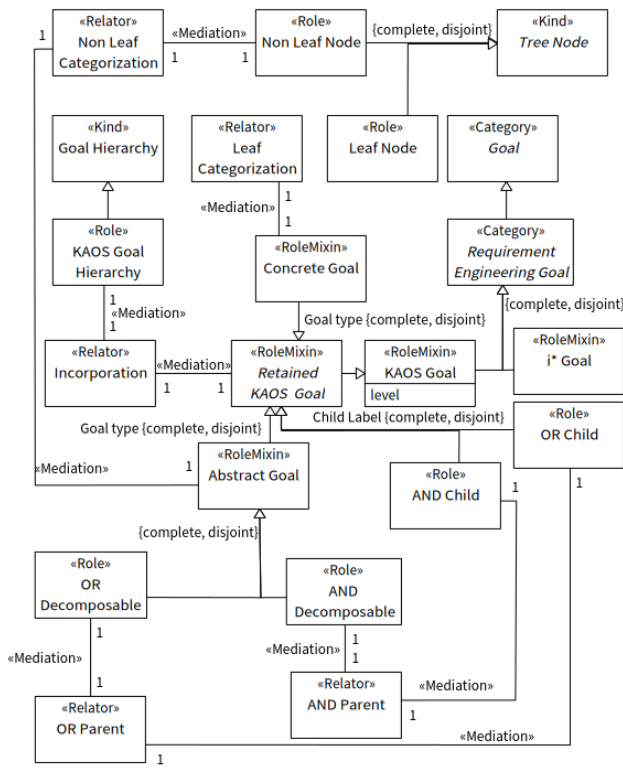 «Relator»
Non Leaf
Categorization
1
«Mediation»
1
1
«Role»
Non Leaf Node
{complete, disjoint}
«Kind»
Tree Node
«Kind»
Goal Hierarchy
«Relator»
Leaf
Categorization
«Role»
Leaf Node
«Category»
Goal
1
«Mediation»
1
«Role»
KAOS Goal
Hierarchy
«RoleMixin»
Concrete Goal
«Category»
Requirement
Engineering Goal
1
«Mediation»
1
{complete, disjoint}
Goal type {complete, disjoint}
«Relator»
Incorporation
«Mediation»
1
1
«RoleMixin»
Retained
KAOS Goal
«RoleMixin»
KAOS Goal
level
«RoleMixin»
i* Goal
Goal type {complete, disjoint}
Child Label {complete, disjoint}
«Role»
OR Child
1
«Mediation»
1
«RoleMixin»
Abstract Goal
«Role»
AND Child
1
{complete, disjoint}
«Role»
OR
Decomposable
«Role»
AND
Decomposable
1
«Mediation»
1
1
«Mediation»
1
«Relator»
OR Parent
«Relator»
AND Parent
«Mediation»
1
«Mediation»
1